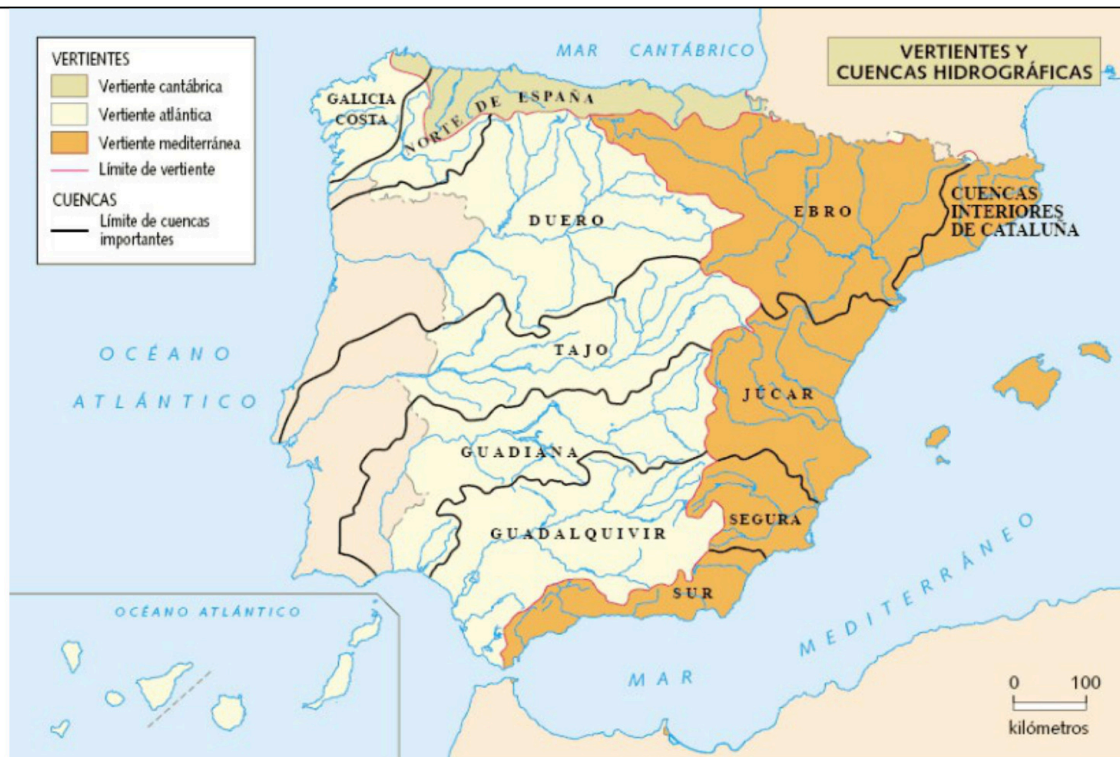 VERTIENTES Y
CUENCAS HIDROGRÁFICAS
VERTIENTES
Vertiente cantábrica
Vertiente atlántica
Vertiente mediterránea
Límite de vertiente
CUENCAS
Límite de cuencas
importantes
MAR CANTÁBRICO
GALICIA
COSTA
NORTE DE ESPAÑA
DUERO
EBRO
CUENCAS
INTERIORES
DE CATALUÑA
OCÉANO
ATLÁNTICO
TAJO
JÚCAR
GUADIANA
GUADALQUIVIR
SEGURA
SUR
MAR MEDITERRÁNEO
OCÉANO ATLÁNTICO
0 100
kilómetros